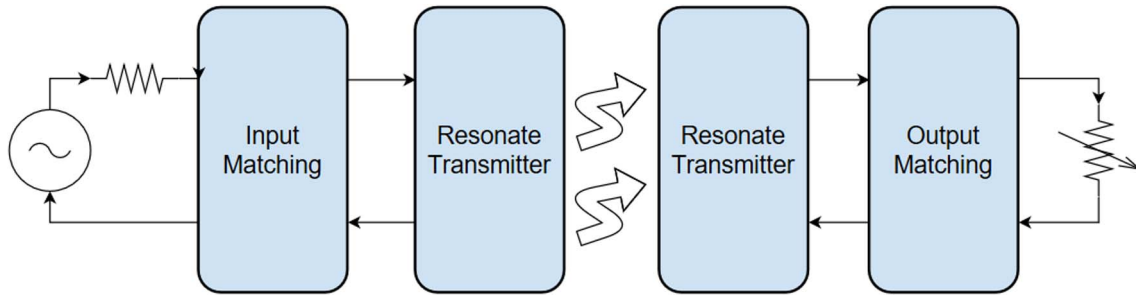 Input
Matching
Resonate
Transmitter
Resonate
Transmitter
Output
Matching